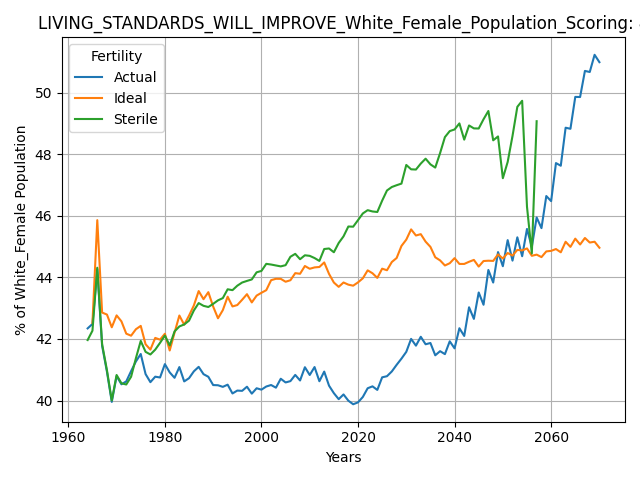 LIVING_STANDARDS_WILL_IMPROVE_White_Female_Population_Scoring:
Fertility
Actual
Ideal
Sterile
% of White_Female Population
50
48
46
44
42
40
1960
1980
2000
2020
2040
2060
Years